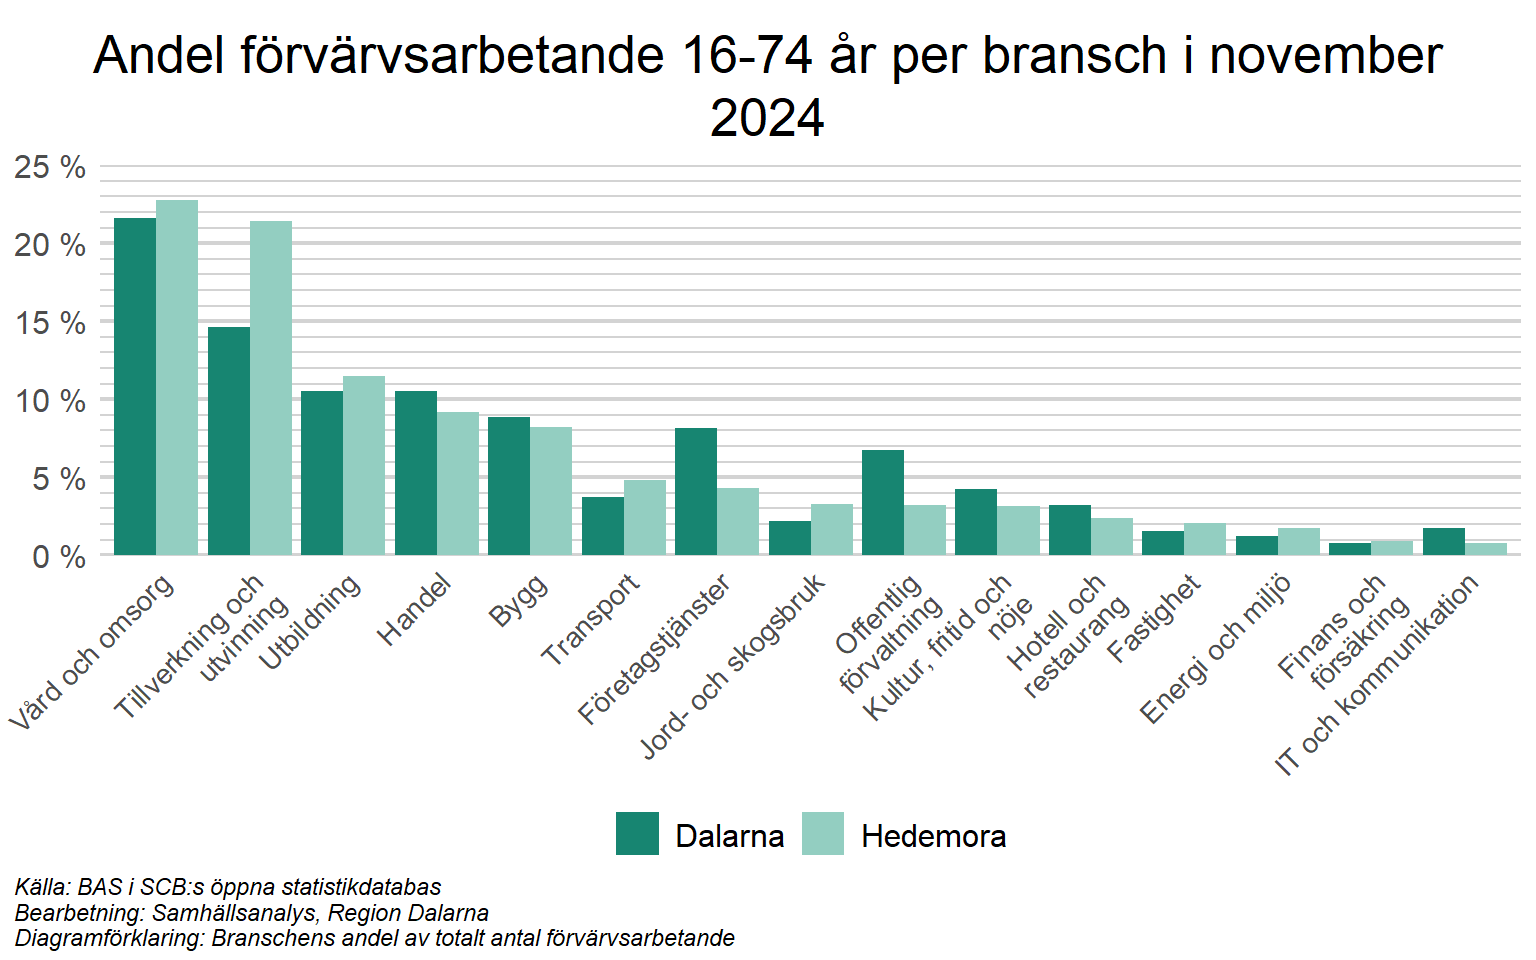 Andel förvärvsarbetande 16-74 år per bransch i november
2024
25 %
20 %
15 %
10 %
5 %
0 %
Vård och omsorg
Tillverkning och
utvinning
Utbildning
Handel
Bygg
Transport
Företagstjänster
Jord- och skogsbruk
Offentlig
förvaltning
Kultur, fritid och
nöje
Hotell och
restaurang
Fastighet
Energi och miljö
Finans och
försäkring
IT och kommunikation
Dalarna
Hedemora
Källa: BAS i SCB:s öppna statistikdatabas
Bearbetning: Samhällsanalys, Region Dalarna
Diagramförklaring: Branschens andel av totalt antal förvärvsarbetande